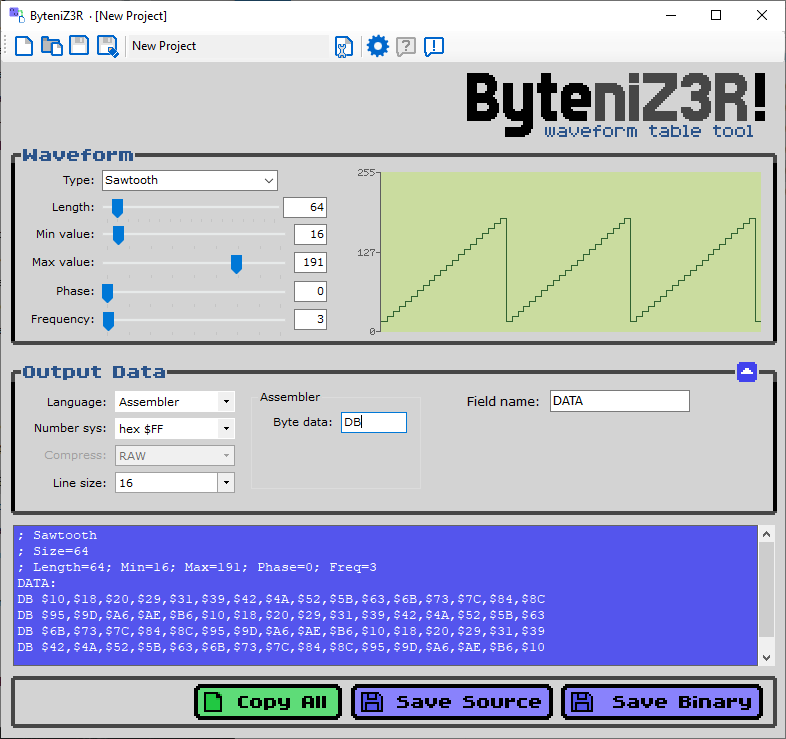 ByteniZ3R · [New Project]
New Project
ByteniZ3R!
waveform table tool
Waveform
Type: Sawtooth
Length: 64
Min value: 16
Max value: 191
Phase: 0
Frequency: 3
255
127
0
Output Data
Language: Assembler
Number sys: hex $FF
Compress: RAW
Line size: 16
Assembler
Byte data: DB
Field name: DATA
; Sawtooth
; Size=64
; Length=64; Min=16; Max=191; Phase=0; Freq=3
DATA:
DB $10,$18,$20,$29,$31,$39,$42,$4A,$52,$5B,$63,$6B,$73,$7C,$84,$8C
DB $95,$9D,$A6,$AE,$B6,$10,$18,$20,$29,$31,$39,$42,$4A,$52,$5B,$63
DB $6B,$73,$7C,$84,$8C,$95,$9D,$A6,$AE,$B6,$10,$18,$20,$29,$31,$39
DB $42,$4A,$52,$5B,$63,$6B,$73,$7C,$84,$8C,$95,$9D,$A6,$AE,$B6,$10
Copy All
Save Source
Save Binary